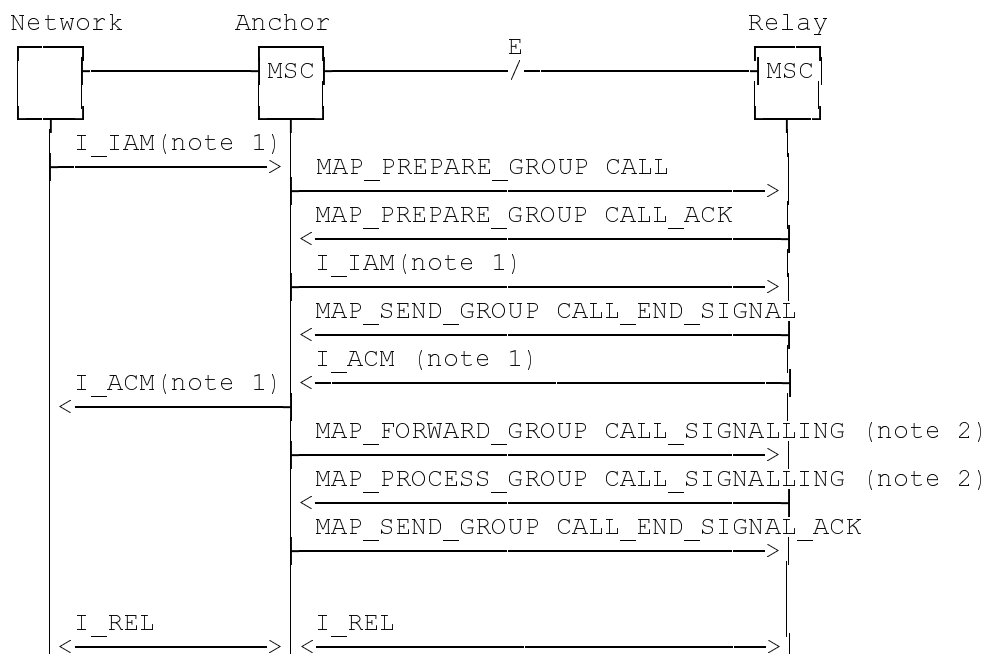 Network Anchor Relay
E
MSC MSC
I_IAM(note 1)
MAP_PREPARE_GROUP CALL
MAP_PREPARE_GROUP CALL_ACK
I_IAM(note 1)
MAP_SEND_GROUP CALL_END_SIGNAL
I_ACM (note 1)
I_ACM(note 1)
MAP_FORWARD_GROUP CALL_SIGNALLING (note 2)
MAP_PROCESS_GROUP CALL_SIGNALLING (note 2)
MAP_SEND_GROUP CALL_END_SIGNAL_ACK
I_REL I_REL